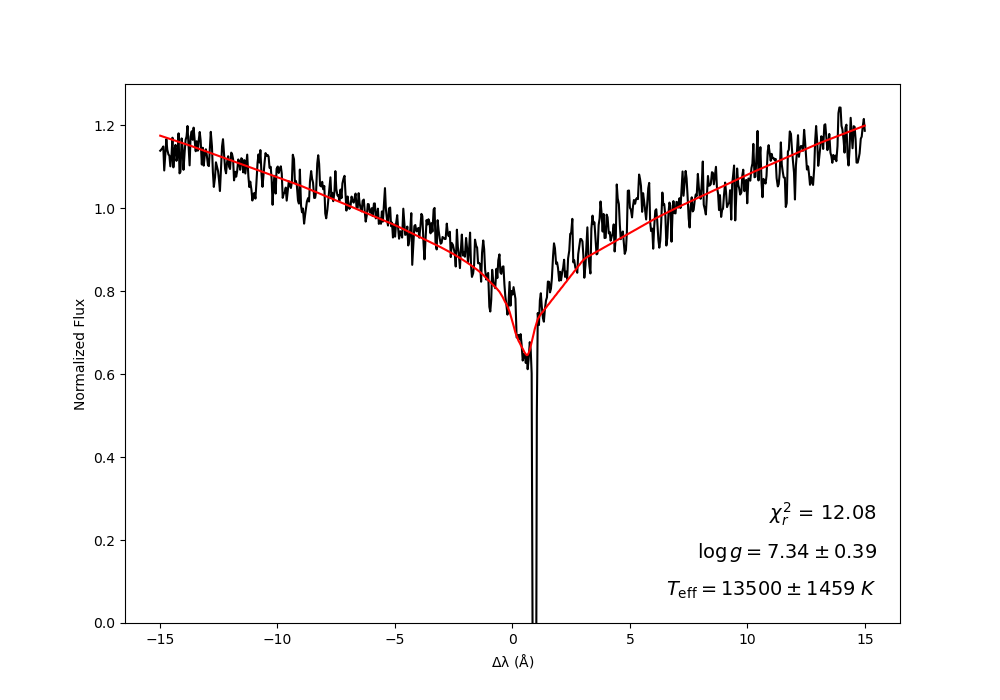 1.2
1.0
0.8
0.6
0.4
0.2
0.0
Normalized Flux
χ²ᵣ = 12.08
log g = 7.34 ± 0.39
T_eff = 13500 ± 1459 K
−15 −10 −5 0 5 10 15
Δλ (Å)